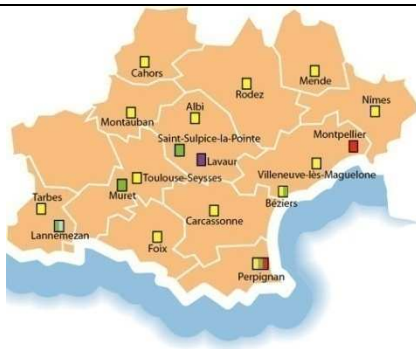 Cahors
Rodez
Mende
Nîmes
Albi
Montauban
Saint-Sulpice-la-Pointe
Montpellier
Lavaur
Toulouse-Seysses
Villeneuve-lès-Maguelone
Muret
Béziers
Tarbes
Carcassonne
Lannemezan
Foix
Perpignan